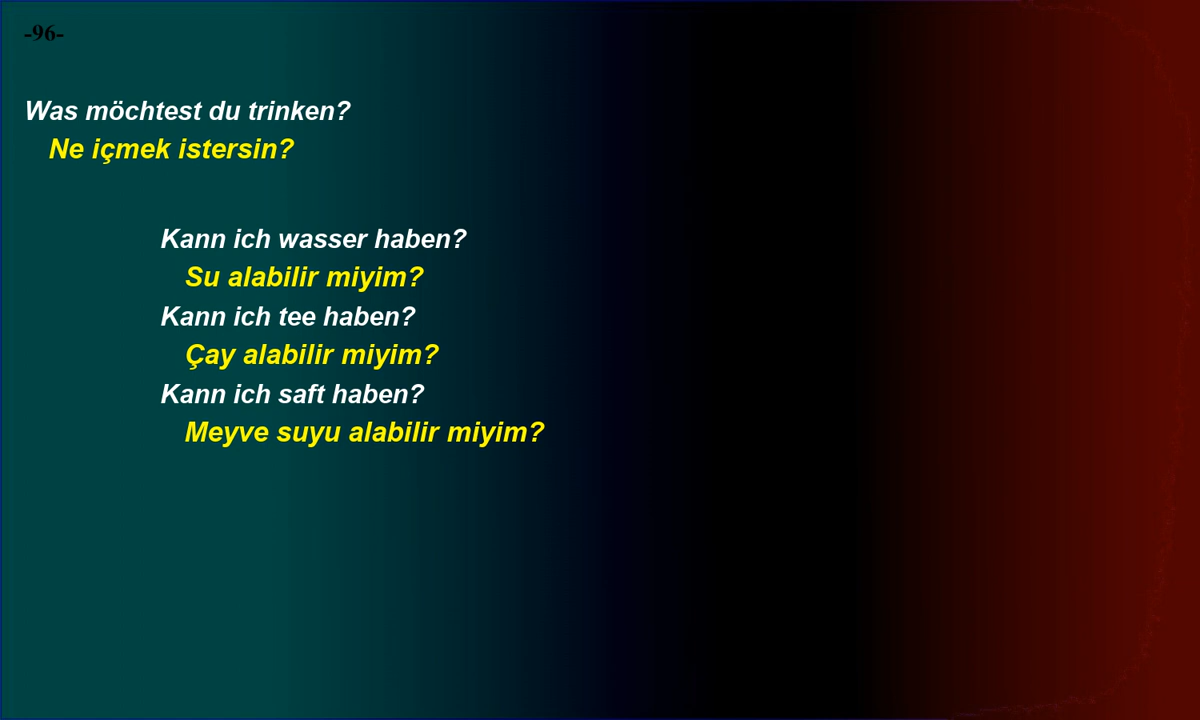 -96-
Was möchtest du trinken?
Ne içmek istersin?
Kann ich wasser haben?
Su alabilir miyim?
Kann ich tee haben?
Çay alabilir miyim?
Kann ich saft haben?
Meyve suyu alabilir miyim?